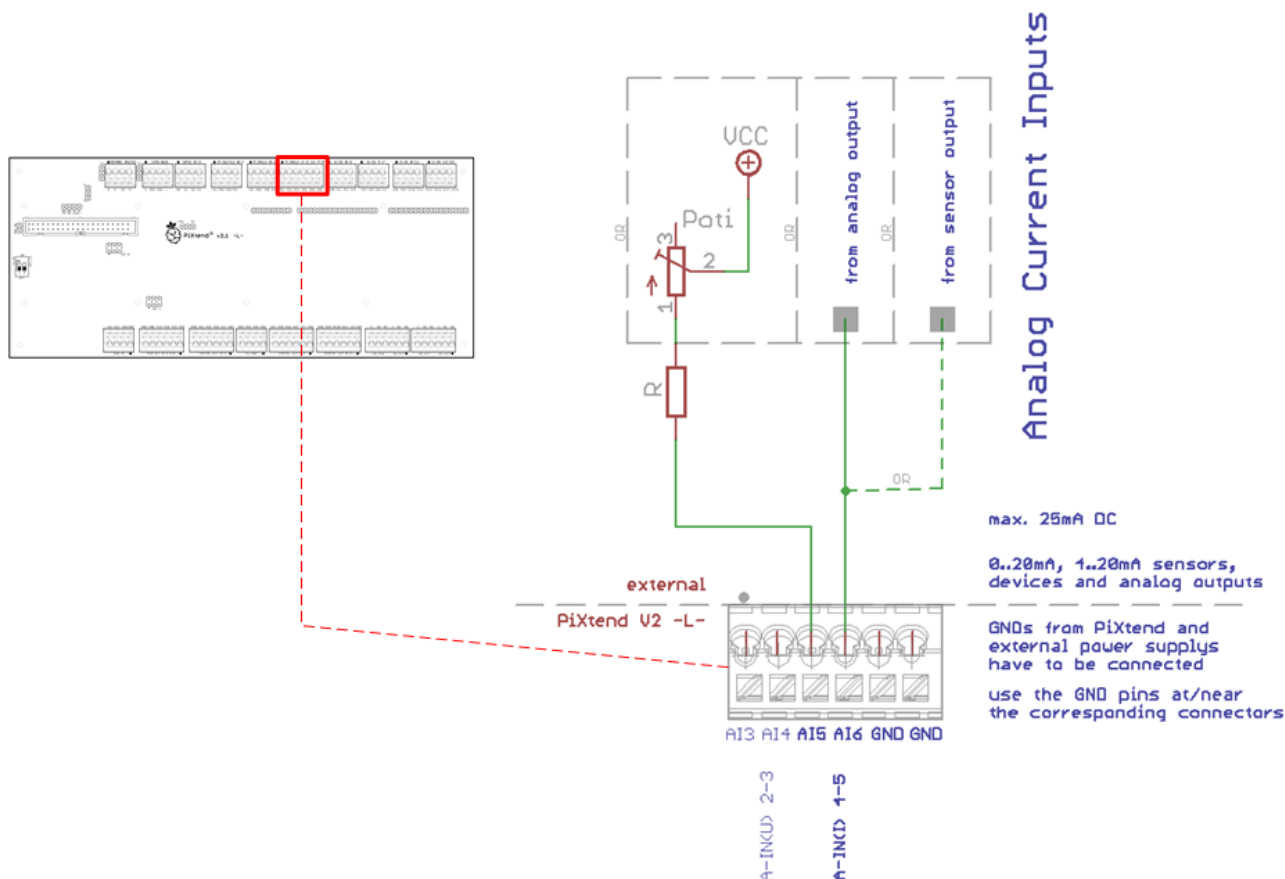 Analog Current Inputs
VCC
Poti
3
2
1
R
OR
OR
OR
from analog output
from sensor output
OR
PiXtend® v2.1 -L-
max. 25mA DC
0..20mA, 4..20mA sensors,
devices and analog outputs
external
PiXtend V2 -L-
GNDs from PiXtend and
external power supplys
have to be connected
use the GND pins at/near
the corresponding connectors
AI3 AI4 AI5 AI6 GND GND
A-IN(U) 2-3
A-IN(I) 4-5